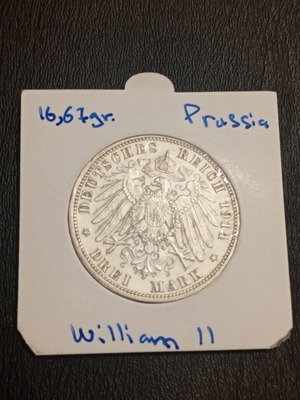 16,67gr. Prussia
DEUTSCHES REICH 1914
* DREI MARK *
William II